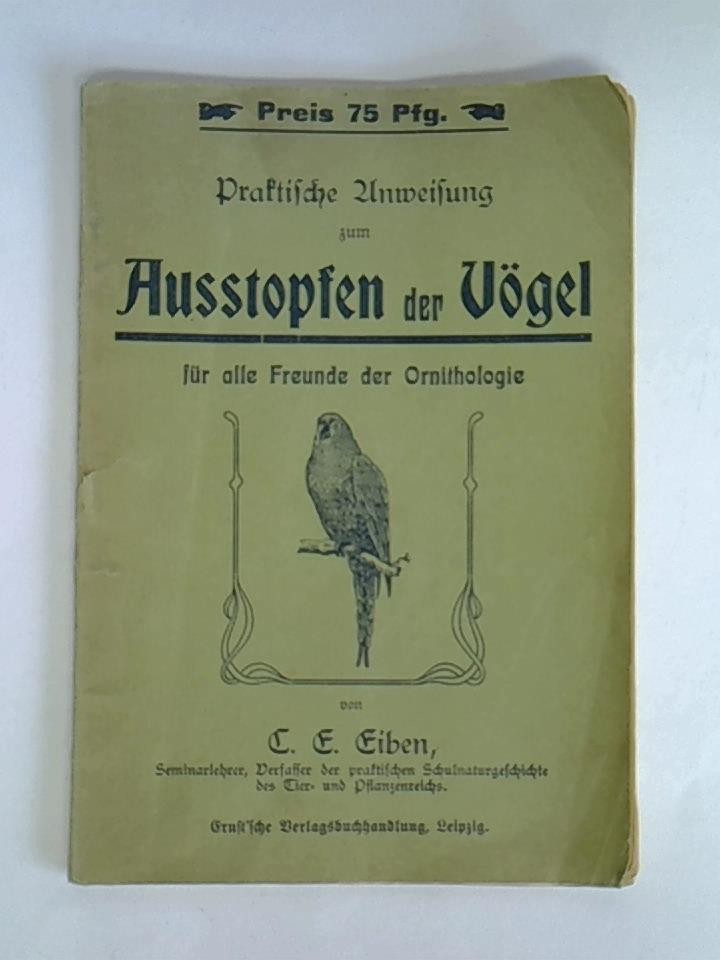 Preis 75 Pfg.
Praktische Anweisung
zum
Ausstopfen der Vögel
für alle Freunde der Ornithologie
von
C. E. Eiben,
Seminarlehrer, Verfasser der praktischen Schulnaturgeschichte
des Tier- und Pflanzenreichs.
Ernst'sche Verlagsbuchhandlung, Leipzig.